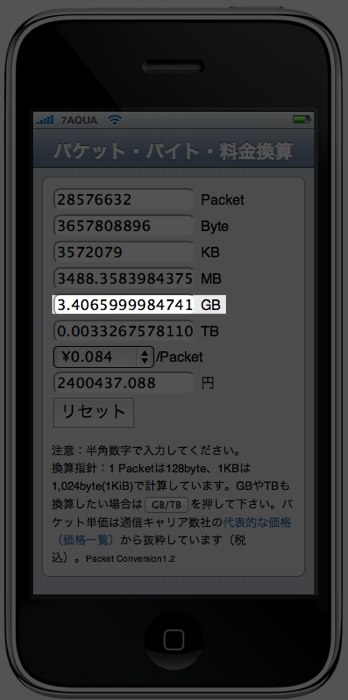 7AQUA
パケット・バイト・料金換算
28576632 Packet
3657808896 Byte
3572079 KB
3488.3583984375 MB
3.4065999984741 GB
0.0033267578110 TB
¥0.084 /Packet
2400437.088 円
リセット
注意：半角数字で入力してください。
換算指針：1 Packetは128byte、1KBは
1,024byte(1KiB)で計算しています。GBやTBも
換算したい場合は GB/TB を押して下さい。パ
ケット単価は通信キャリア数社の代表的な価格
（価格一覧）から抜粋しています（税
込）。Packet Conversion1.2